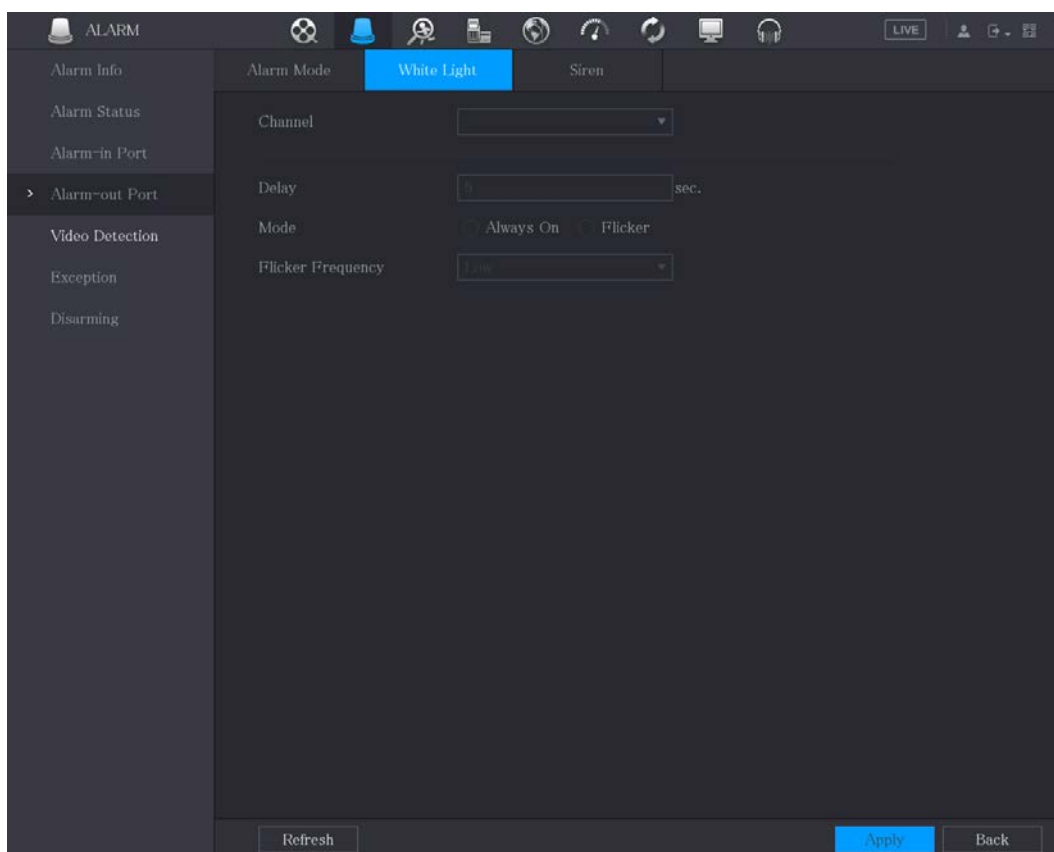 ALARM
LIVE
Alarm Info
Alarm Mode
White Light
Siren
Alarm Status
Channel
Alarm-in Port
Alarm-out Port
Delay
sec.
Video Detection
Mode
Always On
Flicker
Exception
Flicker Frequency
Low
Disarming
Refresh
Apply
Back